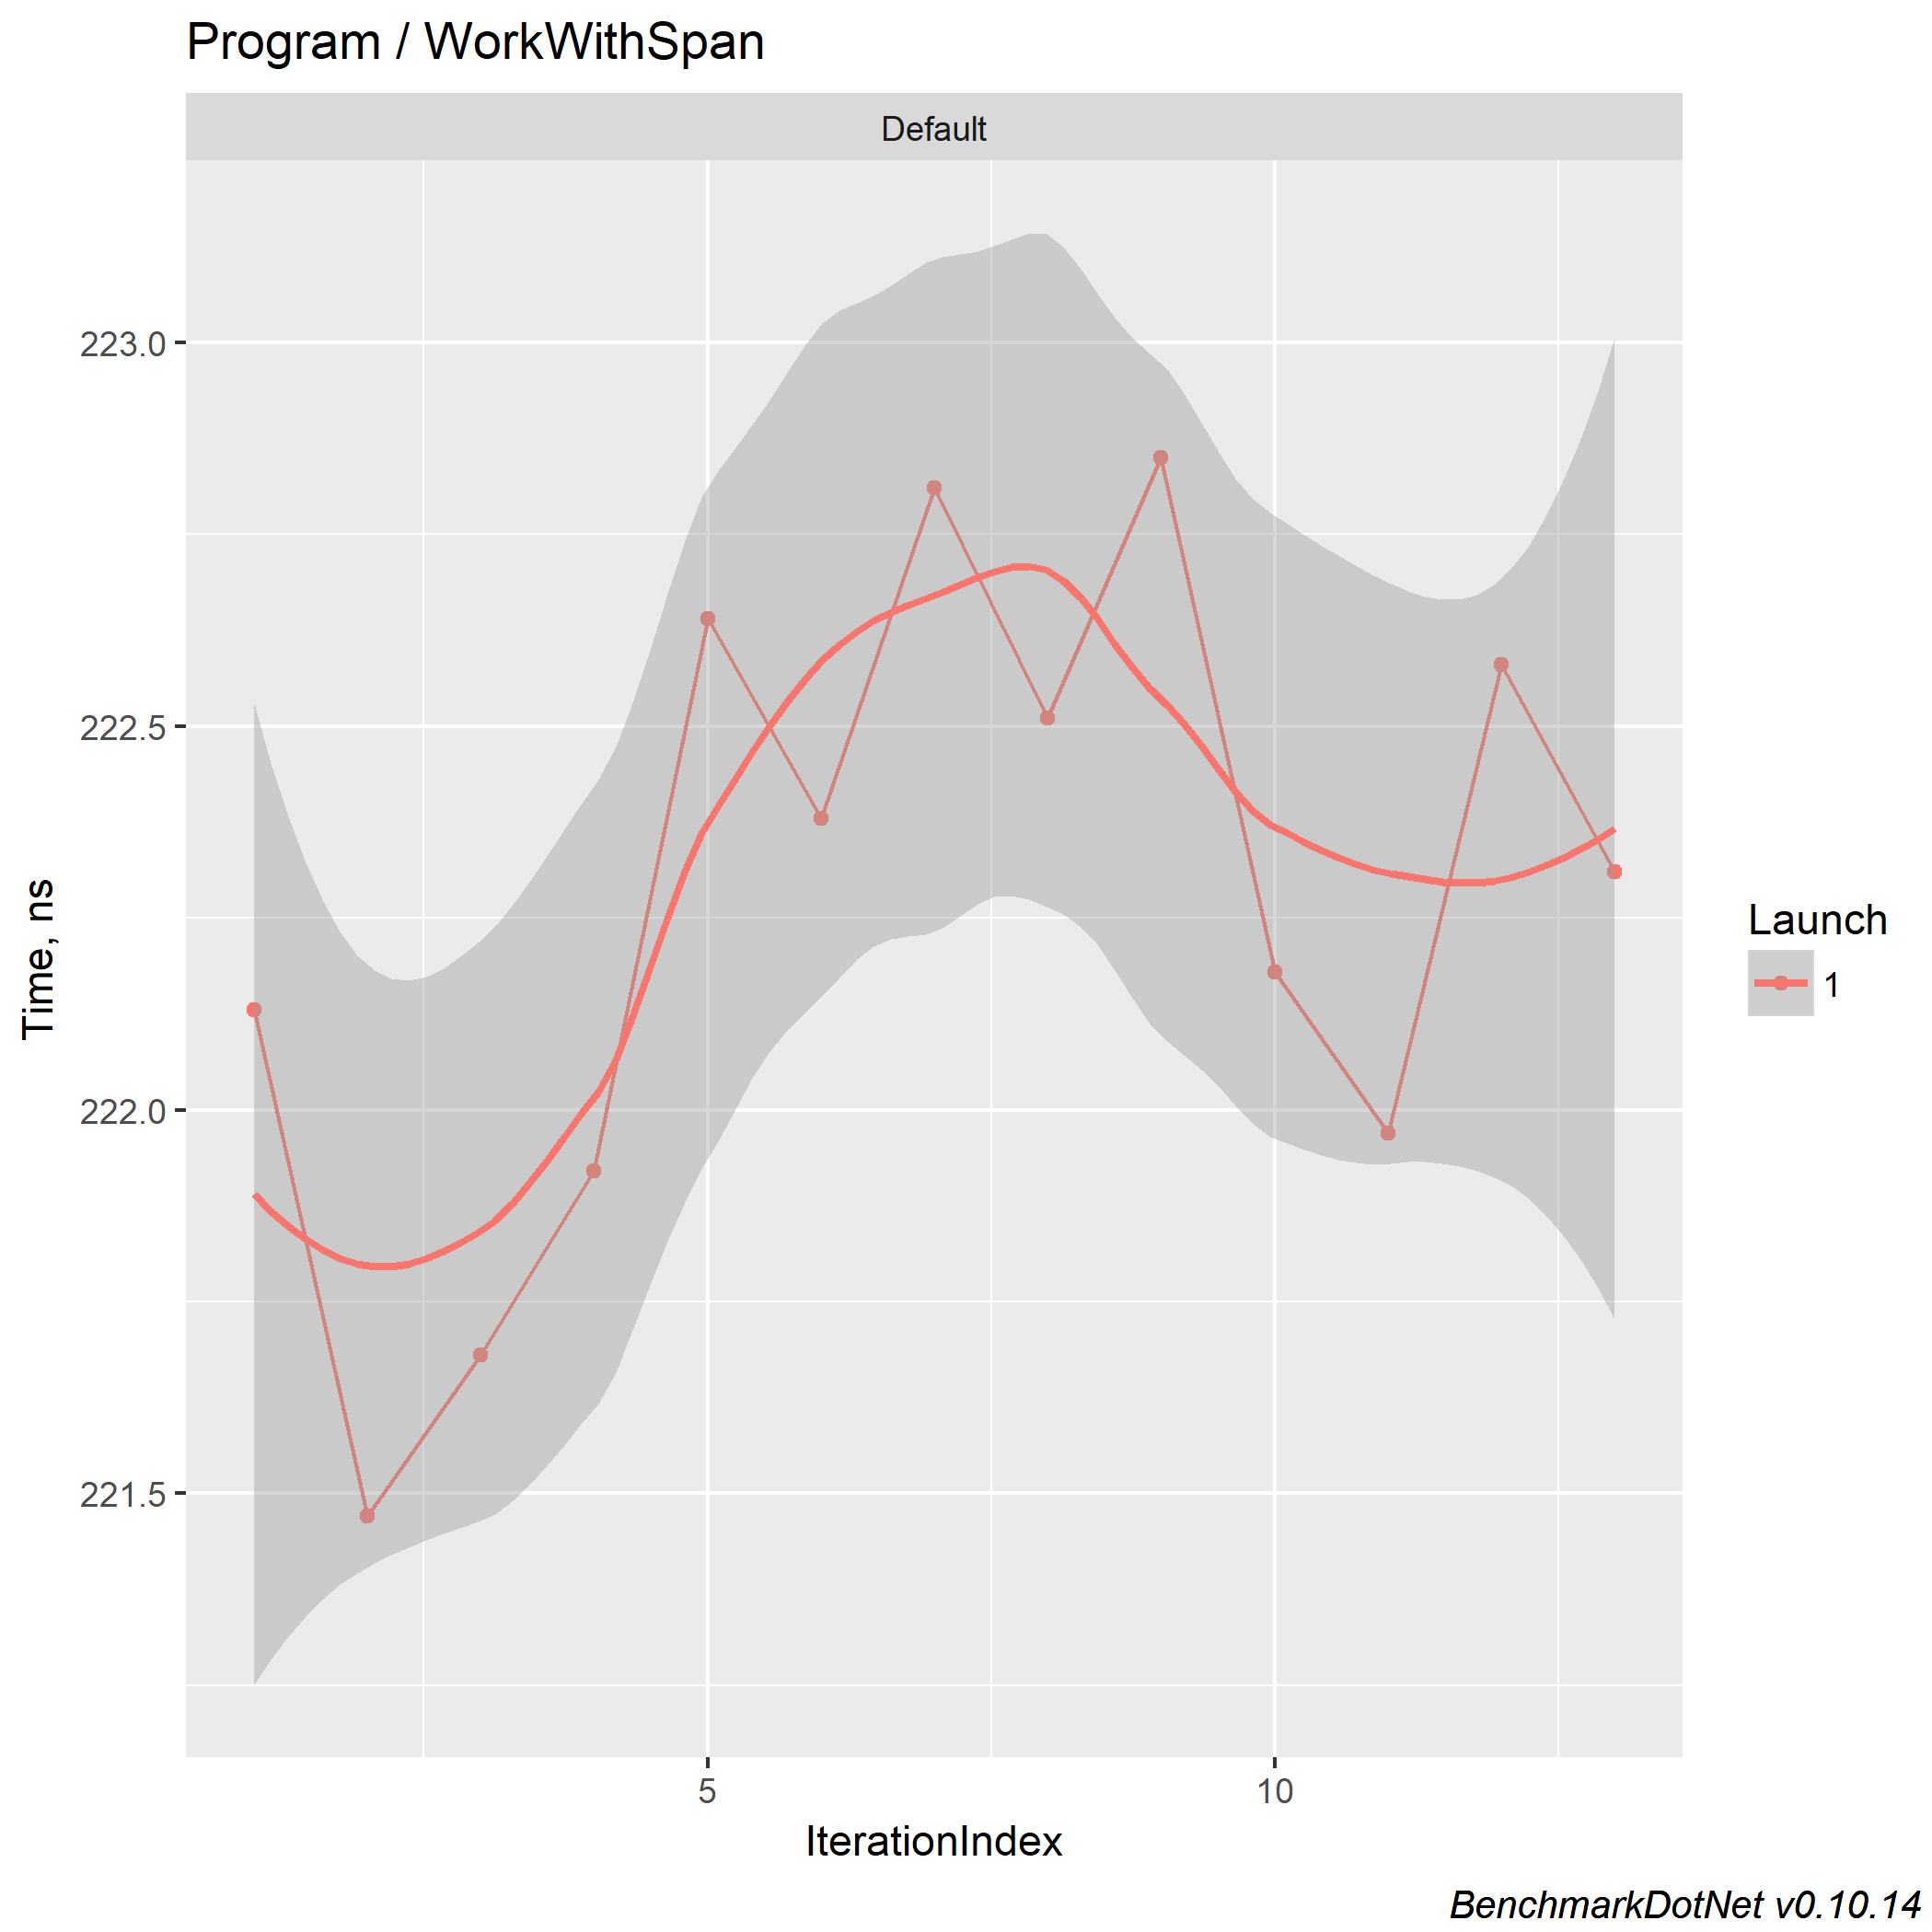 Program / WorkWithSpan
Default
223.0
222.5
222.0
221.5
Time, ns
5
10
IterationIndex
Launch
1
BenchmarkDotNet v0.10.14